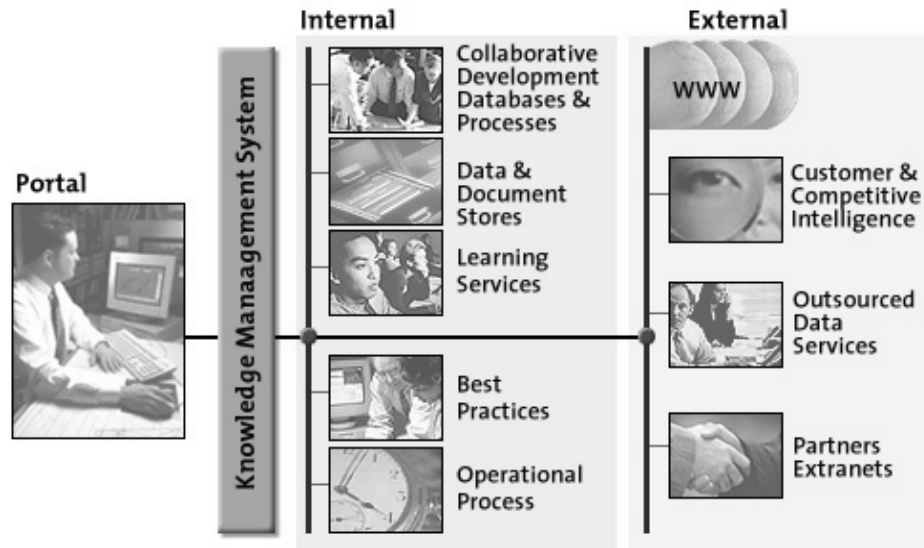 Internal
External
Portal
Knowledge Management System
Collaborative
Development
Databases &
Processes
Data &
Document
Stores
Learning
Services
Best
Practices
Operational
Process
WWW
Customer &
Competitive
Intelligence
Outsourced
Data
Services
Partners
Extranets